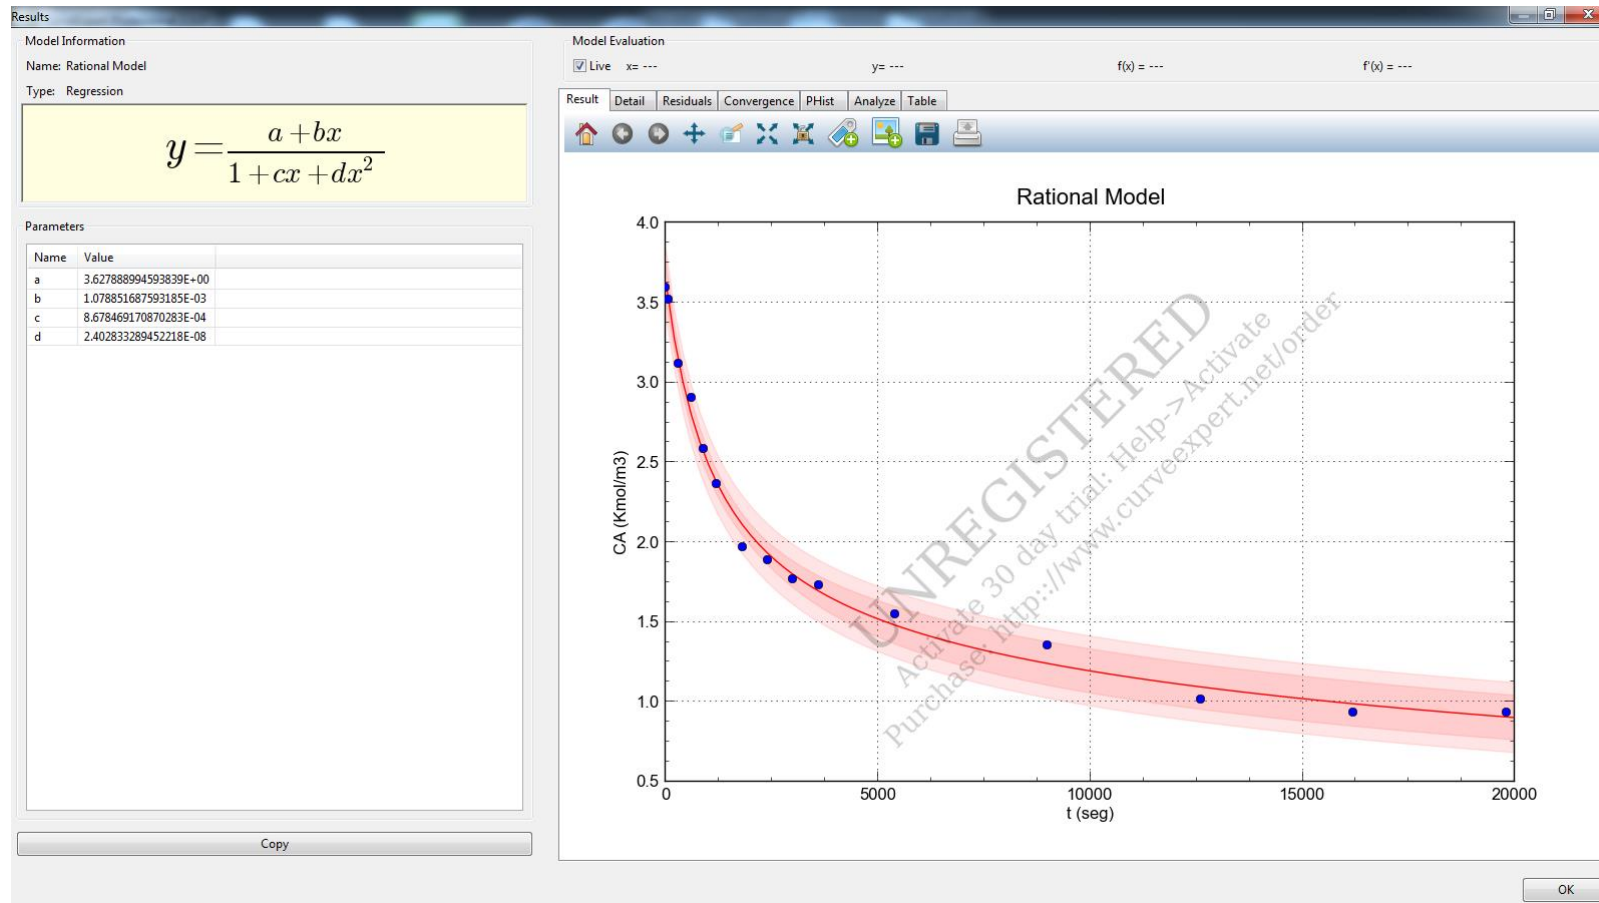 Results
Model Information
Name: Rational Model
Type: Regression
y = a + bx / 1 + cx + dx²
Parameters
Name Value
a 3.627888994593839E+00
b 1.078851687593185E-03
c 8.678469170870283E-04
d 2.402833289452218E-08
Copy
Model Evaluation
Live x= --- y= --- f(x) = --- f'(x) = ---
Result Detail Residuals Convergence PHist Analyze Table
Rational Model
4.0
3.5
3.0
2.5
2.0
1.5
1.0
0.5
CA (Kmol/m3)
0 5000 10000 15000 20000
t (seg)
UNREGISTERED
Activate 30 day trial: Help->Activate
Purchase: http:://www.curveexpert.net/order
OK